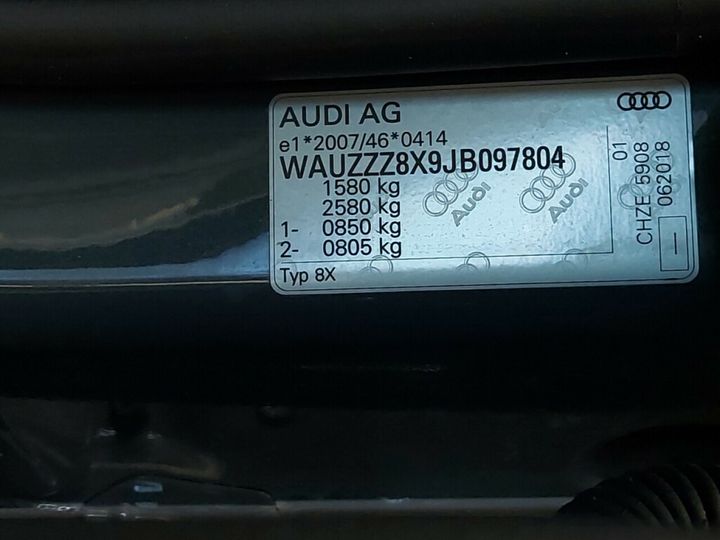 AUDI AG
e1*2007/46*0414
WAUZZZ8X9JB097804
1580 kg
2580 kg
1- 0850 kg
2- 0805 kg
Typ 8X
Audi
Audi
01
CHZE 5908
062018